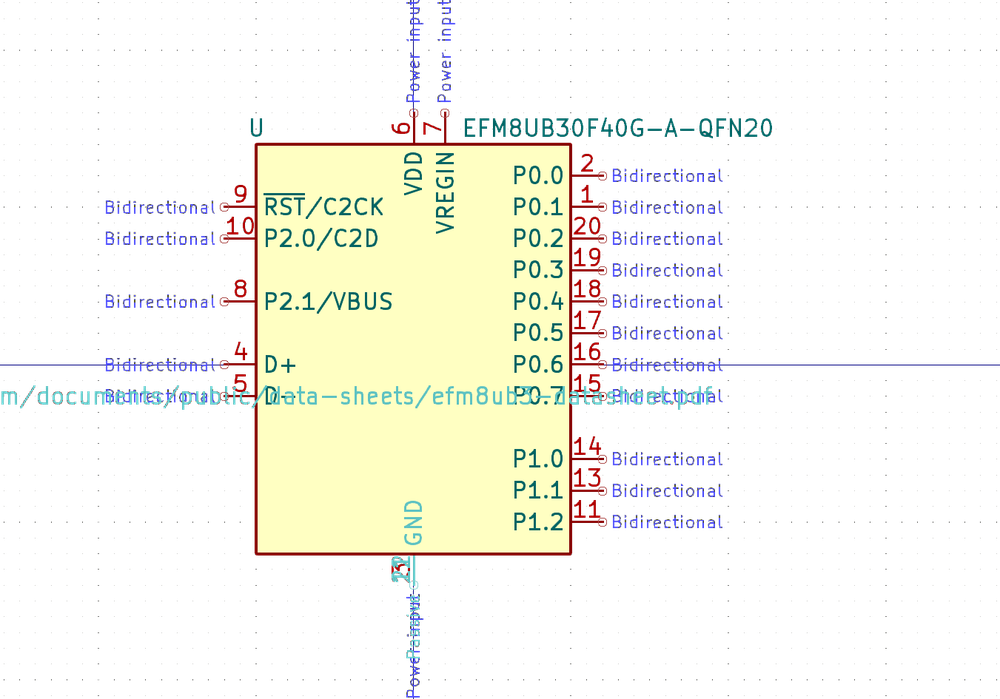 Power input
Power input
U
EFM8UB30F40G-A-QFN20
6
7
VDD
VREGIN
Bidirectional 9 RST/C2CK
Bidirectional 10 P2.0/C2D
Bidirectional 8 P2.1/VBUS
Bidirectional 4 D+
Bidirectional 5 D-
P0.0 2 Bidirectional
P0.1 1 Bidirectional
P0.2 20 Bidirectional
P0.3 19 Bidirectional
P0.4 18 Bidirectional
P0.5 17 Bidirectional
P0.6 16 Bidirectional
P0.7 15 Bidirectional
m/documents/public/data-sheets/efm8ub3-datasheet.pdf
P1.0 14 Bidirectional
P1.1 13 Bidirectional
P1.2 11 Bidirectional
GND
Power input